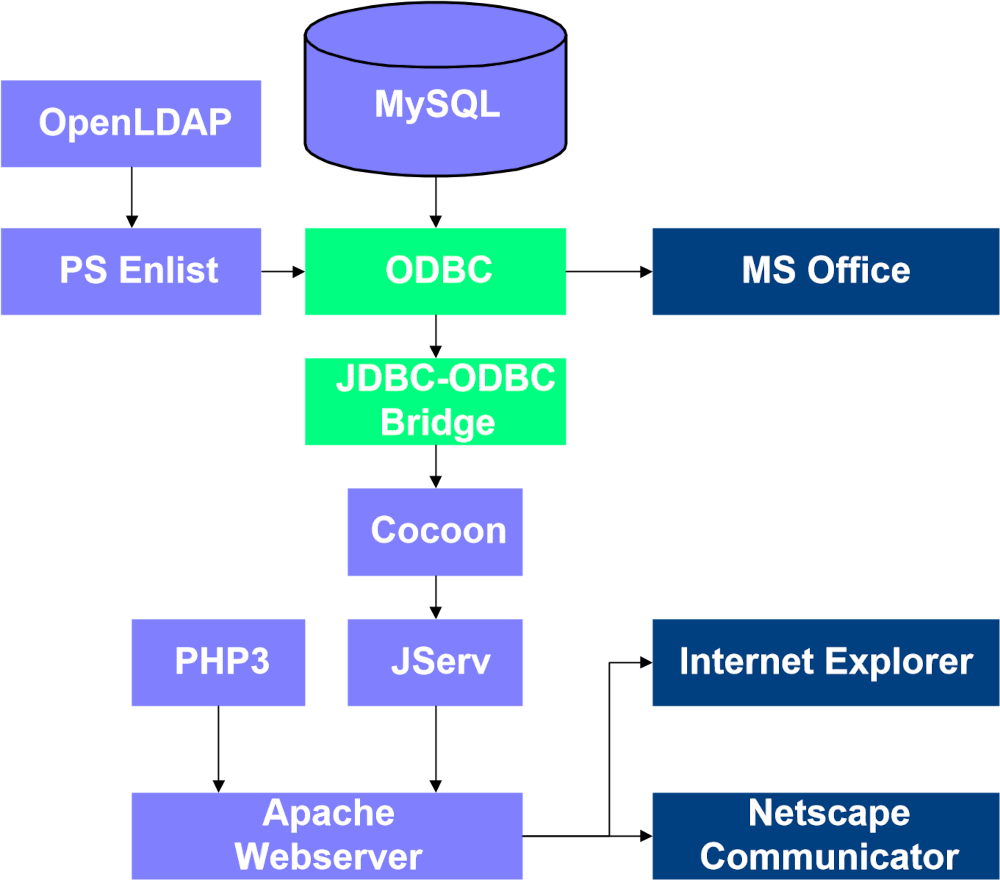 MySQL
OpenLDAP
PS Enlist
ODBC
MS Office
JDBC-ODBC
Bridge
Cocoon
PHP3
JServ
Internet Explorer
Apache
Webserver
Netscape
Communicator